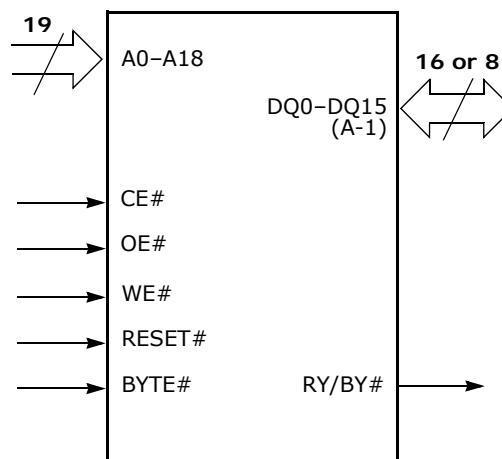 19
A0–A18
16 or 8
DQ0–DQ15
(A-1)
CE#
OE#
WE#
RESET#
BYTE#
RY/BY#